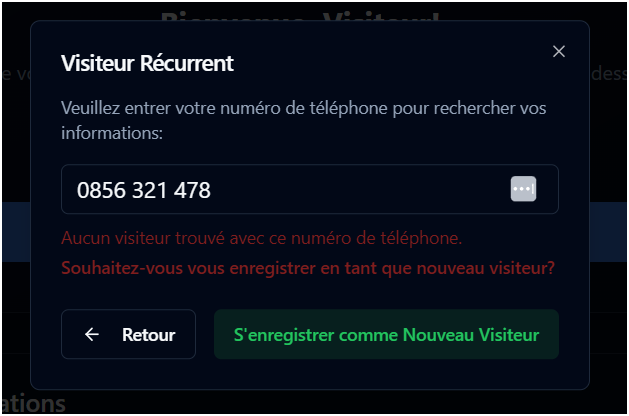 Bienvenue, Visiteur!
Visiteur Récurrent
Veuillez entrer votre numéro de téléphone pour rechercher vos
informations:
0856 321 478
Aucun visiteur trouvé avec ce numéro de téléphone.
Souhaitez-vous vous enregistrer en tant que nouveau visiteur?
← Retour
S'enregistrer comme Nouveau Visiteur